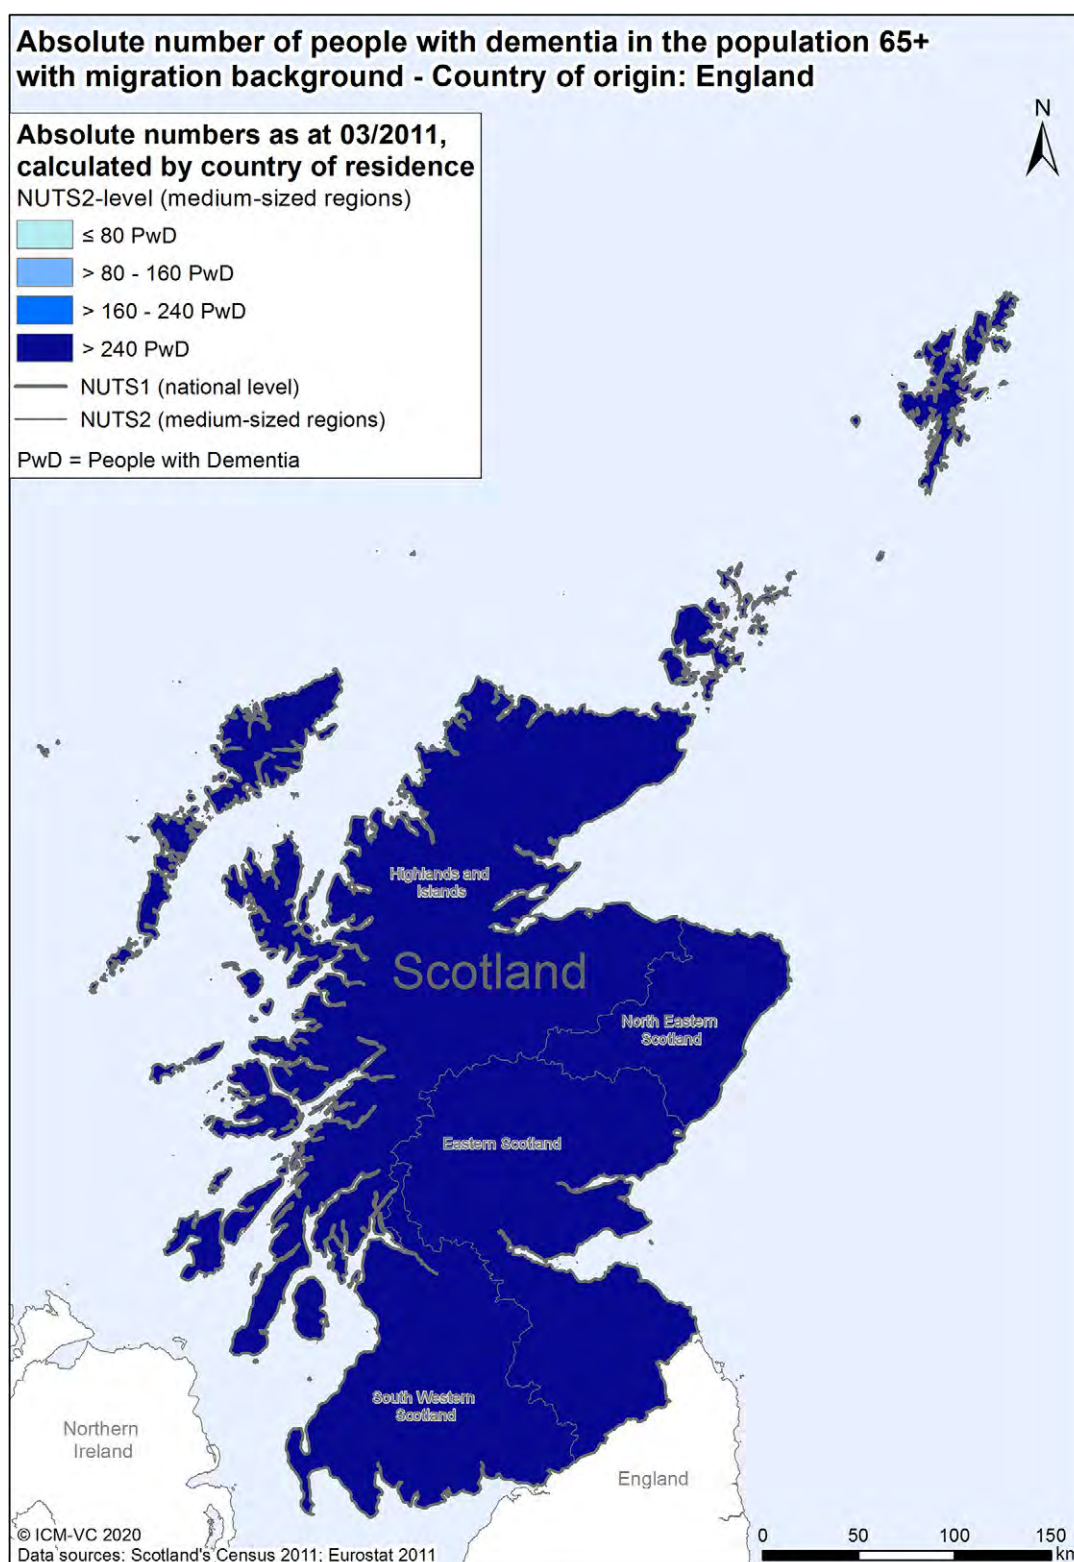 Absolute number of people with dementia in the population 65+
with migration background - Country of origin: England
N
Absolute numbers as at 03/2011,
calculated by country of residence
NUTS2-level (medium-sized regions)
≤ 80 PwD
> 80 - 160 PwD
> 160 - 240 PwD
> 240 PwD
NUTS1 (national level)
NUTS2 (medium-sized regions)
PwD = People with Dementia
Highlands and
Islands
Scotland
North Eastern
Scotland
Eastern Scotland
South Western
Scotland
Northern
Ireland
England
© ICM-VC 2020
Data sources: Scotland's Census 2011; Eurostat 2011
0 50 100 150
km